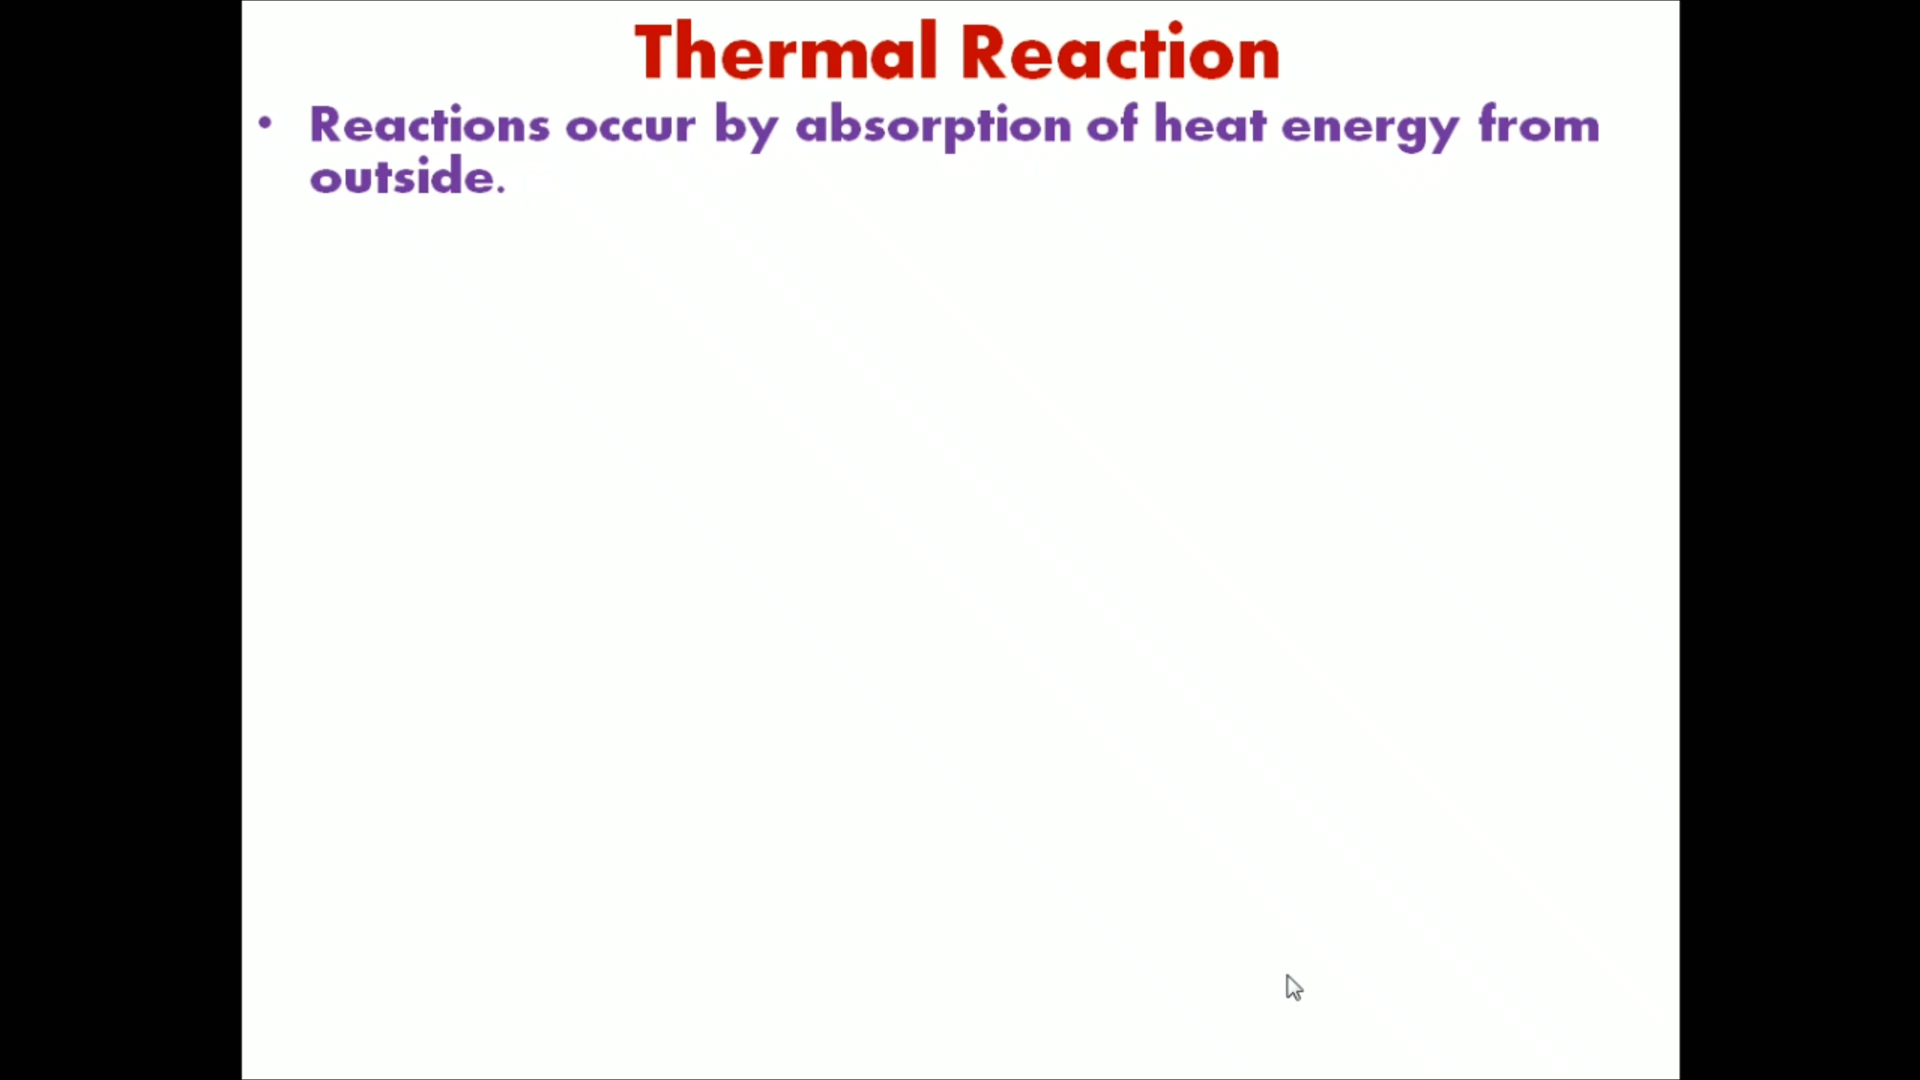 Thermal Reaction
• Reactions occur by absorption of heat energy from
outside.